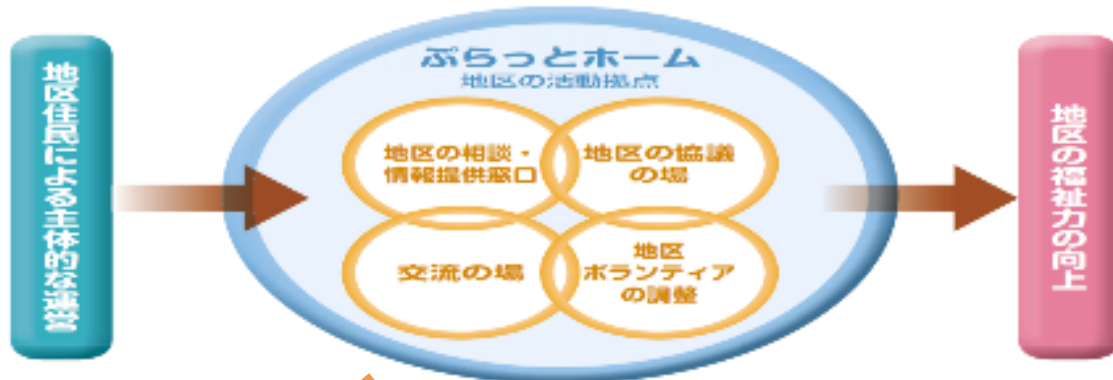 地区住民による主体的な運営
ぷらっとホーム
地区の活動拠点
地区の相談・
情報提供窓口
地区の協議
の場
交流の場
地区
ボランティア
の調整
地区の福祉力の向上